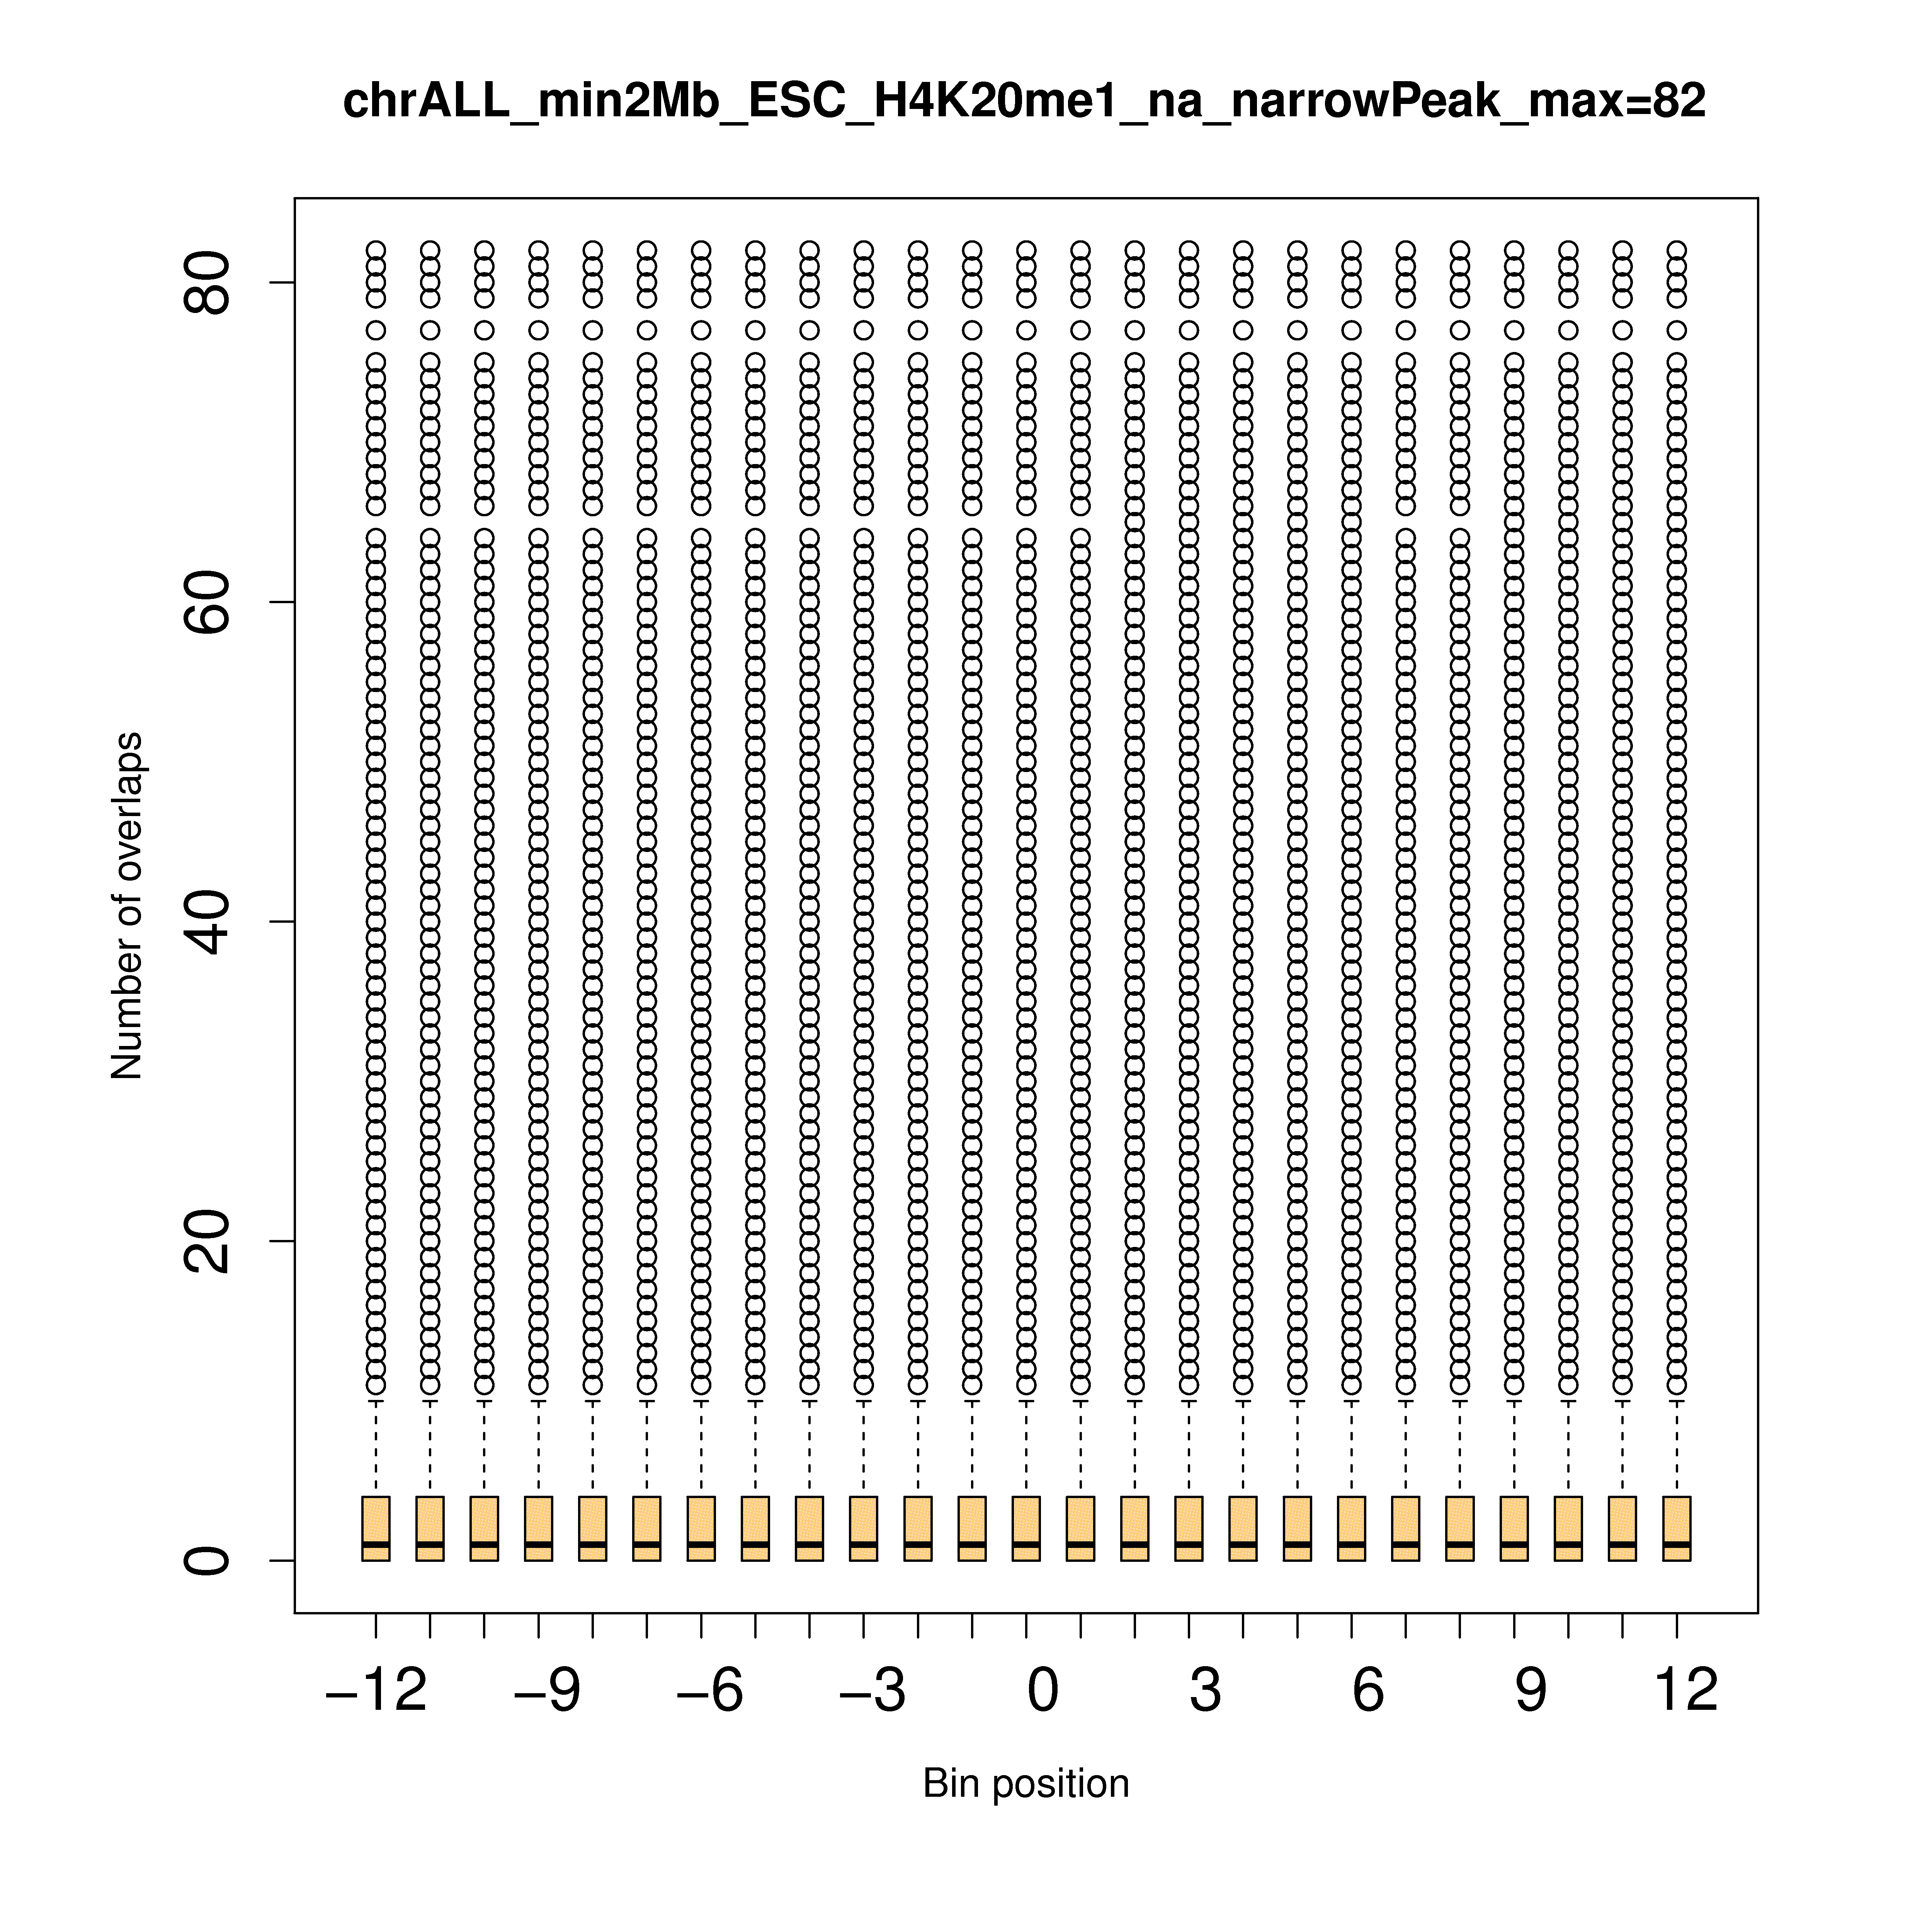 chrALL_min2Mb_ESC_H4K20me1_na_narrowPeak_max=82
80
60
40
20
0
Number of overlaps
−12 −9 −6 −3 0 3 6 9 12
Bin position